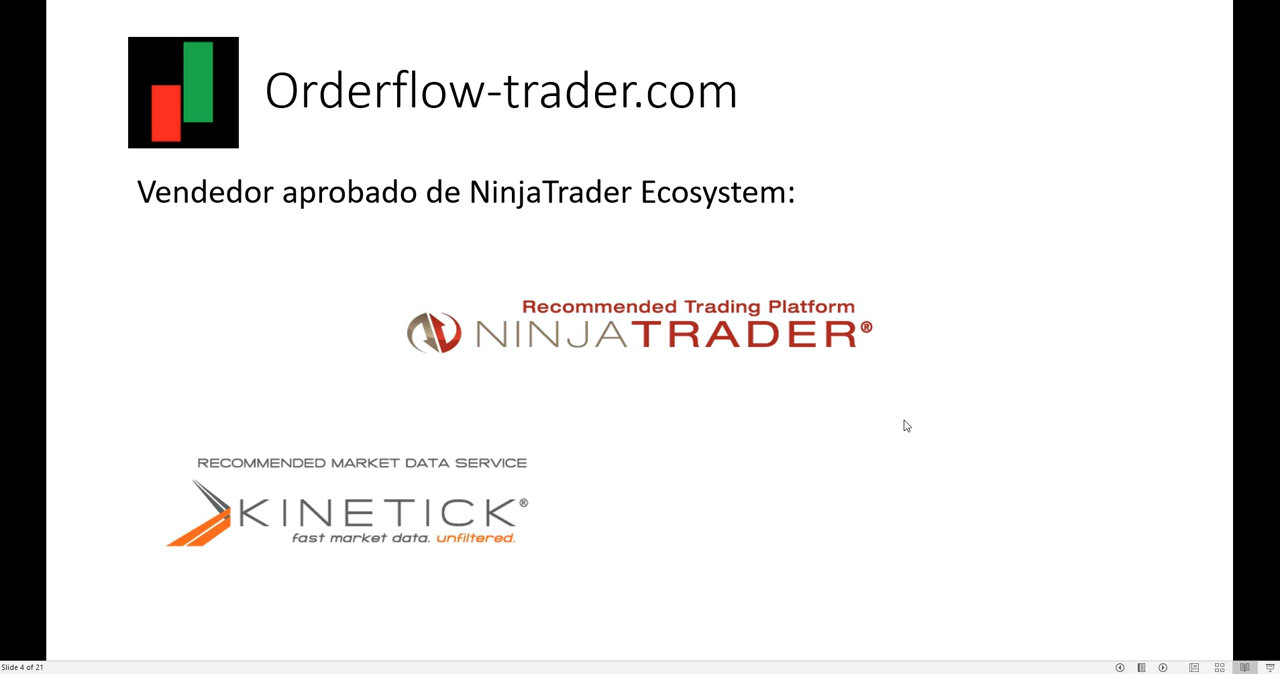 Orderflow-trader.com
Vendedor aprobado de NinjaTrader Ecosystem:
Recommended Trading Platform
NINJATRADER®
RECOMMENDED MARKET DATA SERVICE
KINETICK®
fast market data. unfiltered.
Slide 4 of 21